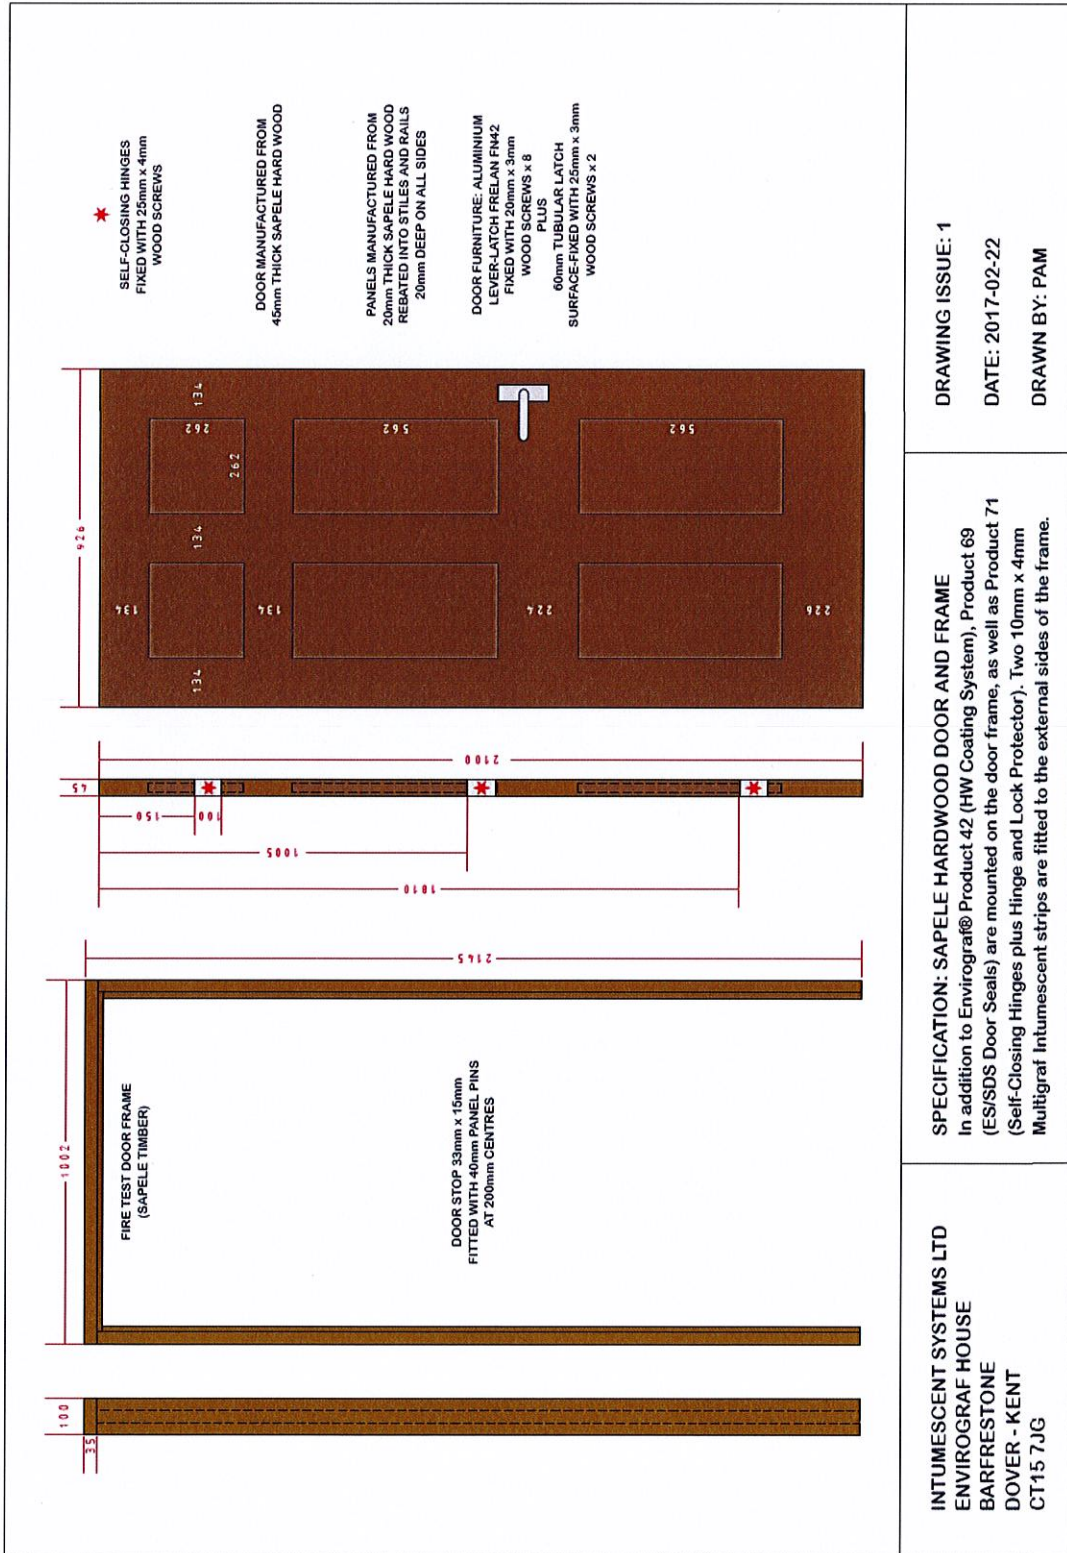 100
35
1002
2145
FIRE TEST DOOR FRAME
(SAPELE TIMBER)
DOOR STOP 33mm x 15mm
FITTED WITH 40mm PANEL PINS
AT 200mm CENTRES
45
150
100
1005
1810
2100
926
134
134
134
134
262
262
134
562
224
562
226
SELF-CLOSING HINGES
FIXED WITH 25mm x 4mm
WOOD SCREWS
DOOR MANUFACTURED FROM
45mm THICK SAPELE HARD WOOD
PANELS MANUFACTURED FROM
20mm THICK SAPELE HARD WOOD
REBATED INTO STILES AND RAILS
20mm DEEP ON ALL SIDES
DOOR FURNITURE: ALUMINIUM
LEVER-LATCH FRELAN FN42
FIXED WITH 20mm x 3mm
WOOD SCREWS x 8
PLUS
60mm TUBULAR LATCH
SURFACE-FIXED WITH 25mm x 3mm
WOOD SCREWS x 2
INTUMESCENT SYSTEMS LTD
ENVIROGRAF HOUSE
BARFRESTONE
DOVER - KENT
CT15 7JG
SPECIFICATION: SAPELE HARDWOOD DOOR AND FRAME
In addition to Envirograf® Product 42 (HW Coating System), Product 69
(ES/SDS Door Seals) are mounted on the door frame, as well as Product 71
(Self-Closing Hinges plus Hinge and Lock Protector). Two 10mm x 4mm
Multigraf Intumescent strips are fitted to the external sides of the frame.
DRAWING ISSUE: 1
DATE: 2017-02-22
DRAWN BY: PAM